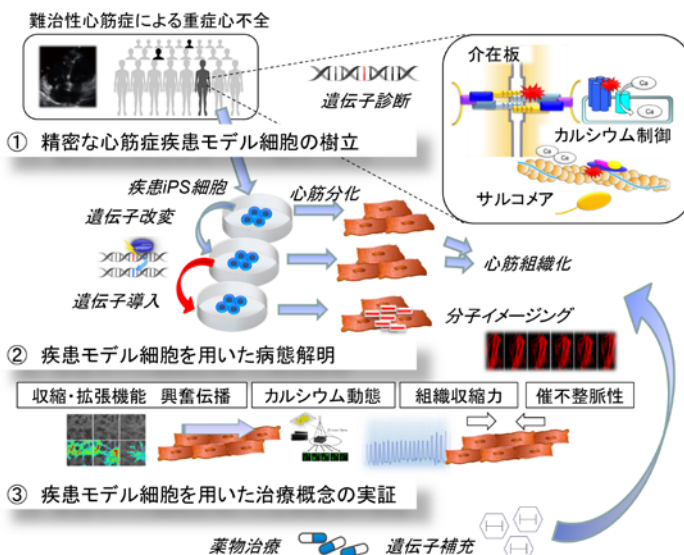 難治性心筋症による重症心不全
遺伝子診断
介在板
Ca
Ca
カルシウム制御
Ca
Ca
サルコメア
① 精密な心筋症疾患モデル細胞の樹立
疾患iPS細胞
心筋分化
遺伝子改変
心筋組織化
遺伝子導入
分子イメージング
② 疾患モデル細胞を用いた病態解明
収縮・拡張機能 興奮伝播
カルシウム動態
組織収縮力
催不整脈性
③ 疾患モデル細胞を用いた治療概念の実証
薬物治療
遺伝子補充